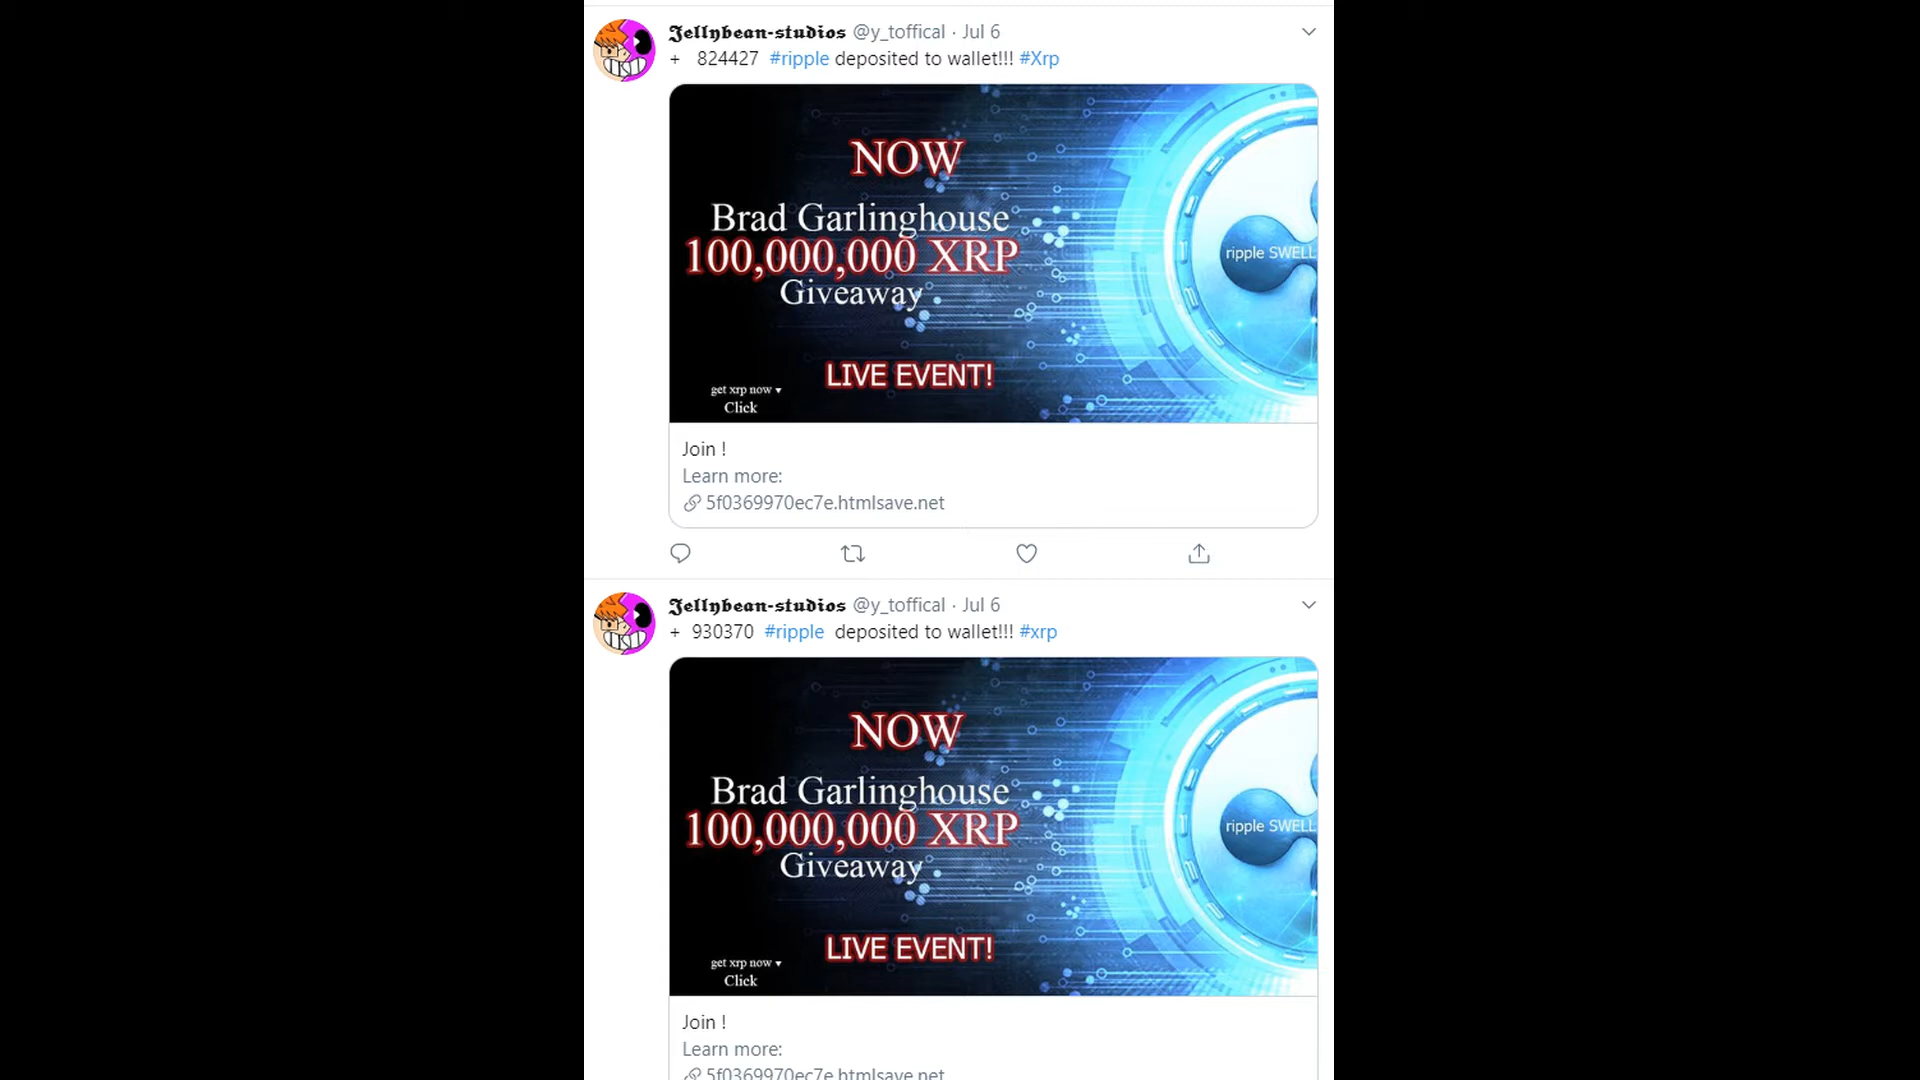 𝕵𝖊𝖑𝖑𝖞𝖇𝖊𝖆𝖓-𝖘𝖙𝖚𝖉𝖎𝖔𝖘 @y_toffical · Jul 6
+ 824427 #ripple deposited to wallet!!! #Xrp
NOW
Brad Garlinghouse
100,000,000 XRP
Giveaway
ripple SWELL
LIVE EVENT!
get xrp now ▾
Click
Join !
Learn more:
5f0369970ec7e.htmlsave.net
𝕵𝖊𝖑𝖑𝖞𝖇𝖊𝖆𝖓-𝖘𝖙𝖚𝖉𝖎𝖔𝖘 @y_toffical · Jul 6
+ 930370 #ripple deposited to wallet!!! #xrp
NOW
Brad Garlinghouse
100,000,000 XRP
Giveaway
ripple SWELL
LIVE EVENT!
get xrp now ▾
Click
Join !
Learn more:
5f0369970ec7e.htmlsave.net